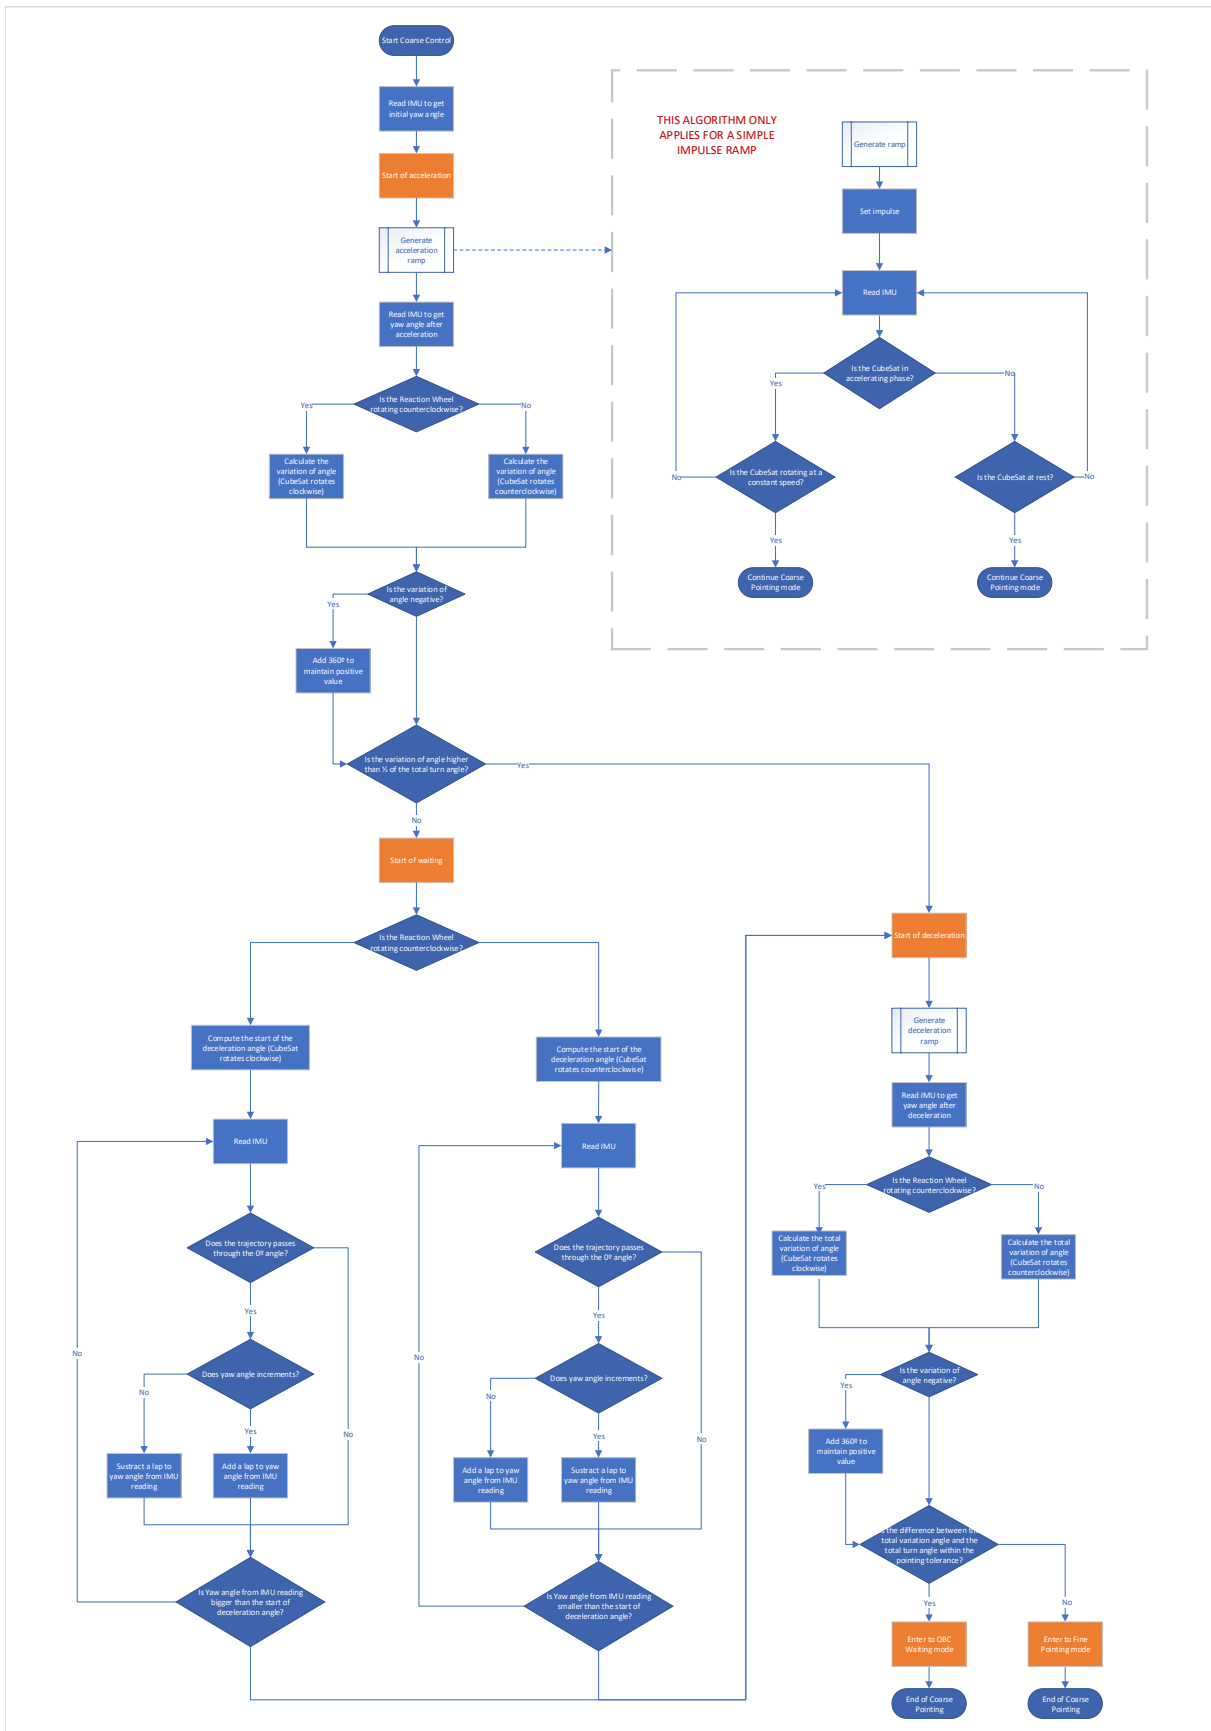 Start Coarse Control
Read IMU to get
initial yaw angle
Start of acceleration
Generate
acceleration
ramp
Read IMU to get
yaw angle after
acceleration
Is the Reaction Wheel
rotating counterclockwise?
Yes
No
Calculate the
variation of angle
(CubeSat rotates
clockwise)
Calculate the
variation of angle
(CubeSat rotates
counterclockwise)
Is the variation of
angle negative?
Yes
Add 360º to
maintain positive
value
Is the variation of angle higher
than ½ of the total turn angle?
Yes
No
THIS ALGORITHM ONLY
APPLIES FOR A SIMPLE
IMPULSE RAMP
Generate ramp
Set impulse
Read IMU
Is the CubeSat in
accelerating phase?
Yes
No
Is the CubeSat rotating at a
constant speed?
No
Is the CubeSat at rest?
No
Yes
Yes
Continue Coarse
Pointing mode
Continue Coarse
Pointing mode
Start of waiting
Is the Reaction Wheel
rotating counterclockwise?
Compute the start of the
deceleration angle (CubeSat
rotates clockwise)
Read IMU
Does the trajectory passes
through the 0º angle?
Yes
No
Does yaw angle increments?
No
Yes
No
Sustract a lap to
yaw angle from IMU
reading
Add a lap to yaw
angle from IMU
reading
Is Yaw angle from IMU reading
bigger than the start of
deceleration angle?
Compute the start of the
deceleration angle (CubeSat
rotates counterclockwise)
Read IMU
Does the trajectory passes
through the 0º angle?
Yes
No
Does yaw angle increments?
No
Yes
No
Add a lap to yaw
angle from IMU
reading
Sustract a lap to
yaw angle from IMU
reading
Is Yaw angle from IMU reading
smaller than the start of
deceleration angle?
Start of deceleration
Generate
deceleration
ramp
Read IMU to get
yaw angle after
deceleration
Is the Reaction Wheel
rotating counterclockwise?
Yes
No
Calculate the total
variation of angle
(CubeSat rotates
clockwise)
Calculate the total
variation of angle
(CubeSat rotates
counterclockwise)
Is the variation of
angle negative?
Yes
Add 360º to
maintain positive
value
Is the difference between the
total variation angle and the
total turn angle within the
pointing tolerance?
Yes
No
Enter to OBC
Waiting mode
Enter to Fine
Pointing mode
End of Coarse
Pointing
End of Coarse
Pointing